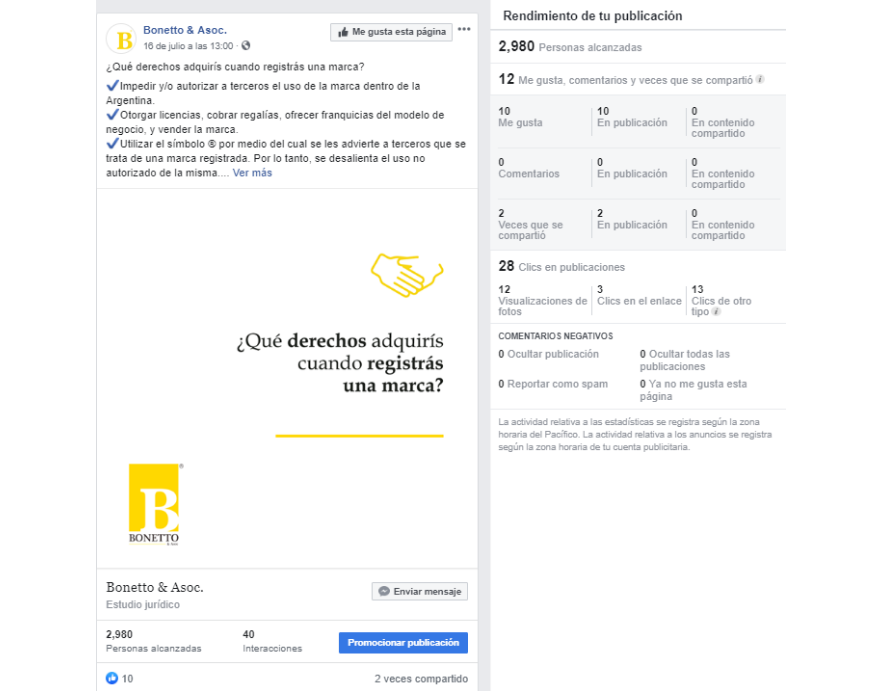 Bonetto & Asoc.
16 de julio a las 13:00 ·
Me gusta esta página
¿Qué derechos adquirís cuando registrás una marca?
✔Impedir y/o autorizar a terceros el uso de la marca dentro de la
Argentina.
✔Otorgar licencias, cobrar regalías, ofrecer franquicias del modelo de
negocio, y vender la marca.
✔Utilizar el símbolo ® por medio del cual se les advierte a terceros que se
trata de una marca registrada. Por lo tanto, se desalienta el uso no
autorizado de la misma.... Ver más
¿Qué derechos adquirís
cuando registrás
una marca?
B
®
BONETTO
Bonetto & Asoc.
Estudio jurídico
Enviar mensaje
2,980
Personas alcanzadas
40
Interacciones
Promocionar publicación
10
2 veces compartido
Rendimiento de tu publicación
2,980 Personas alcanzadas
12 Me gusta, comentarios y veces que se compartió
10
Me gusta
10
En publicación
0
En contenido
compartido
0
Comentarios
0
En publicación
0
En contenido
compartido
2
Veces que se
compartió
2
En publicación
0
En contenido
compartido
28 Clics en publicaciones
12
Visualizaciones de
fotos
3
Clics en el enlace
13
Clics de otro
tipo
COMENTARIOS NEGATIVOS
0 Ocultar publicación
0 Ocultar todas las
publicaciones
0 Reportar como spam
0 Ya no me gusta esta
página
La actividad relativa a las estadísticas se registra según la zona
horaria del Pacífico. La actividad relativa a los anuncios se registra
según la zona horaria de tu cuenta publicitaria.